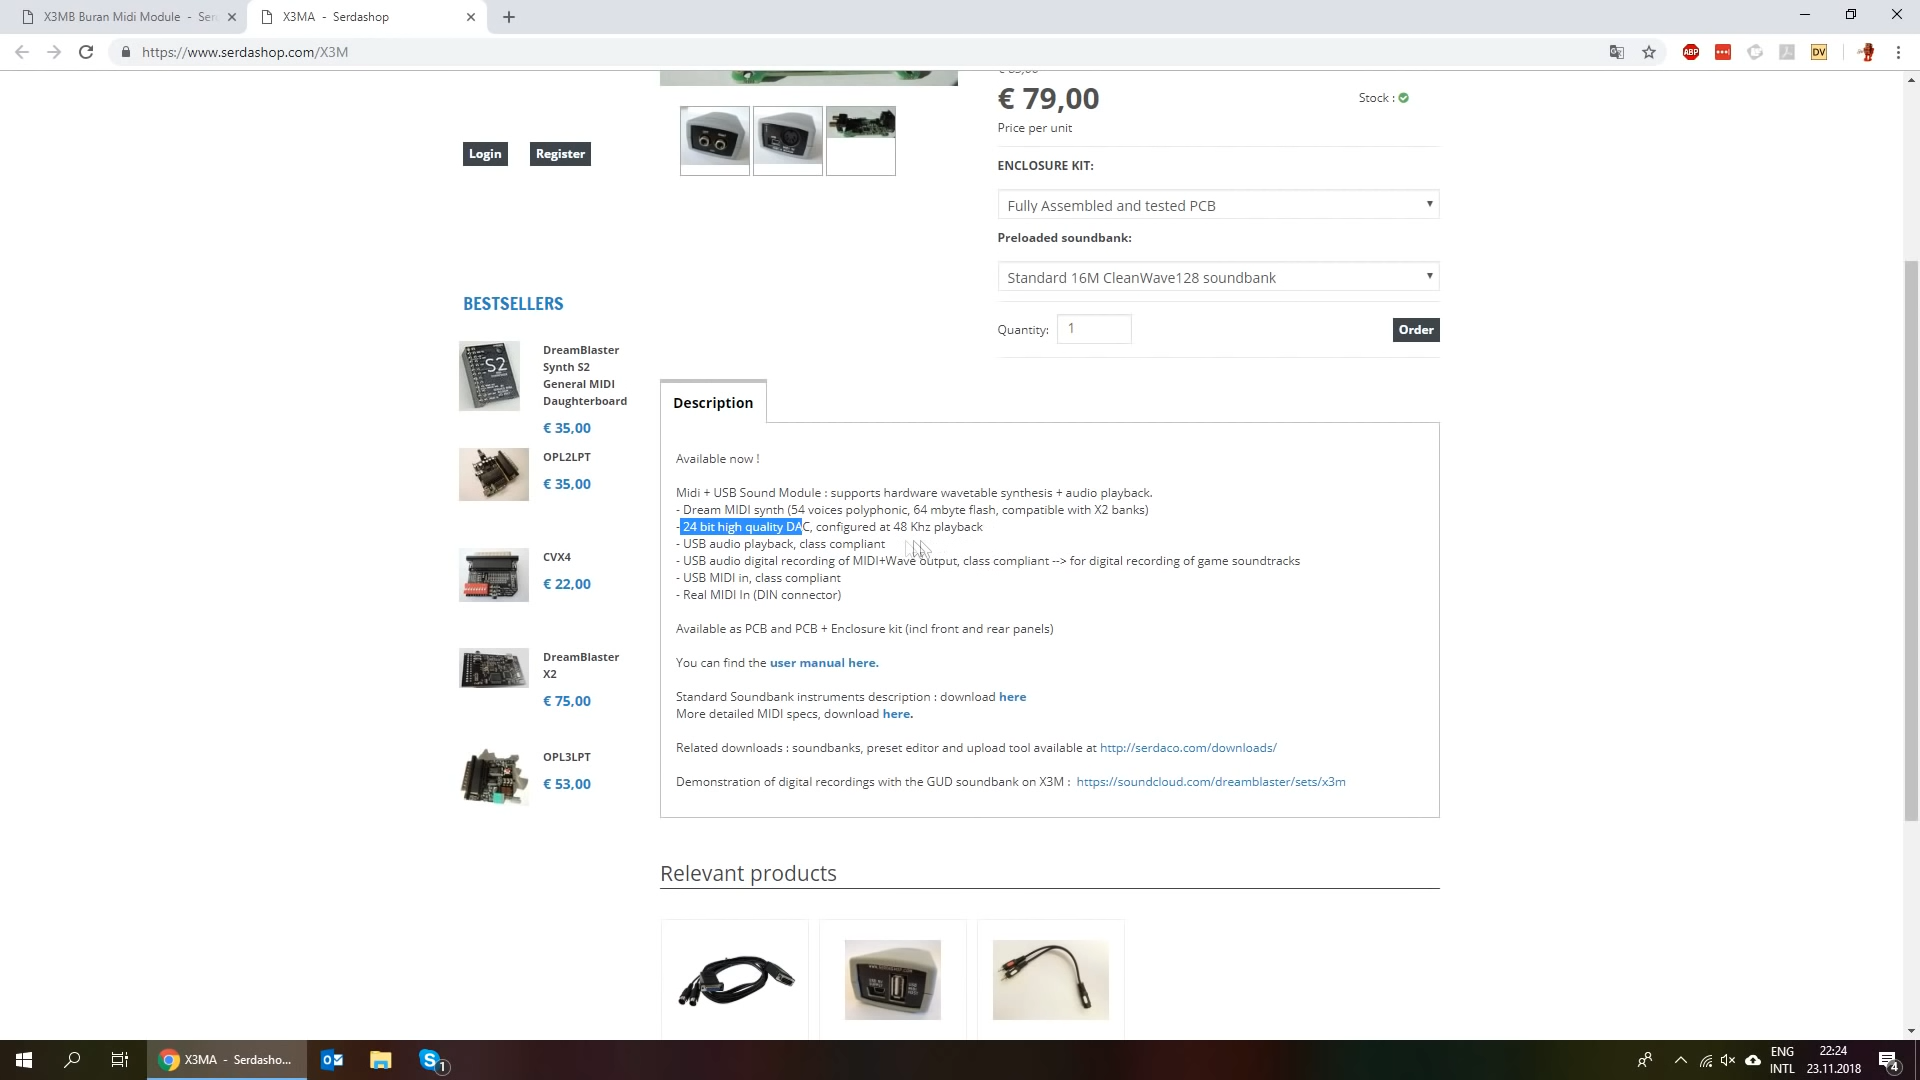 X3MB Buran Midi Module - Ser
X3MA - Serdashop
https://www.serdashop.com/X3M
ABP
DV
€ 79,00
Stock :
Price per unit
Login
Register
ENCLOSURE KIT:
Fully Assembled and tested PCB
Preloaded soundbank:
Standard 16M CleanWave128 soundbank
Quantity: 1
Order
BESTSELLERS
S2
DreamBlaster
Synth S2
General MIDI
Daughterboard
€ 35,00
OPL2LPT
€ 35,00
CVX4
€ 22,00
DreamBlaster
X2
€ 75,00
OPL3LPT
€ 53,00
Description
Available now !
Midi + USB Sound Module : supports hardware wavetable synthesis + audio playback.
- Dream MIDI synth (54 voices polyphonic, 64 mbyte flash, compatible with X2 banks)
- 24 bit high quality DAC, configured at 48 Khz playback
- USB audio playback, class compliant
- USB audio digital recording of MIDI+Wave output, class compliant --> for digital recording of game soundtracks
- USB MIDI in, class compliant
- Real MIDI In (DIN connector)
Available as PCB and PCB + Enclosure kit (incl front and rear panels)
You can find the user manual here.
Standard Soundbank instruments description : download here
More detailed MIDI specs, download here.
Related downloads : soundbanks, preset editor and upload tool available at http://serdaco.com/downloads/
Demonstration of digital recordings with the GUD soundbank on X3M : https://soundcloud.com/dreamblaster/sets/x3m
Relevant products
X3MA - Serdasho...
1
ENG
INTL
22:24
23.11.2018
4